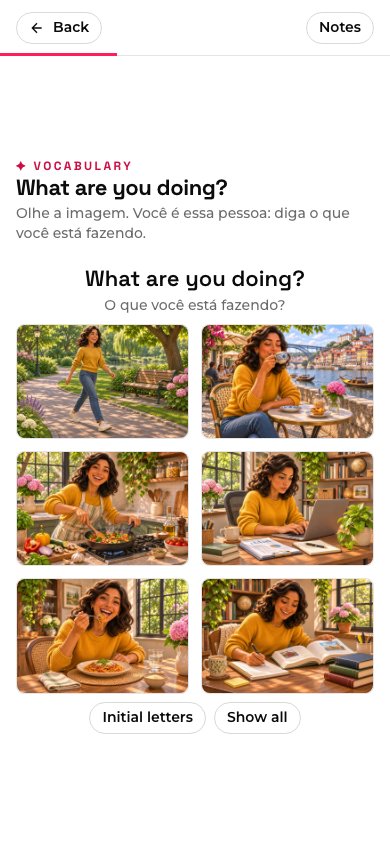 Back
Notes
VOCABULARY
What are you doing?
Olhe a imagem. Você é essa pessoa: diga o que
você está fazendo.
What are you doing?
O que você está fazendo?
Initial letters
Show all